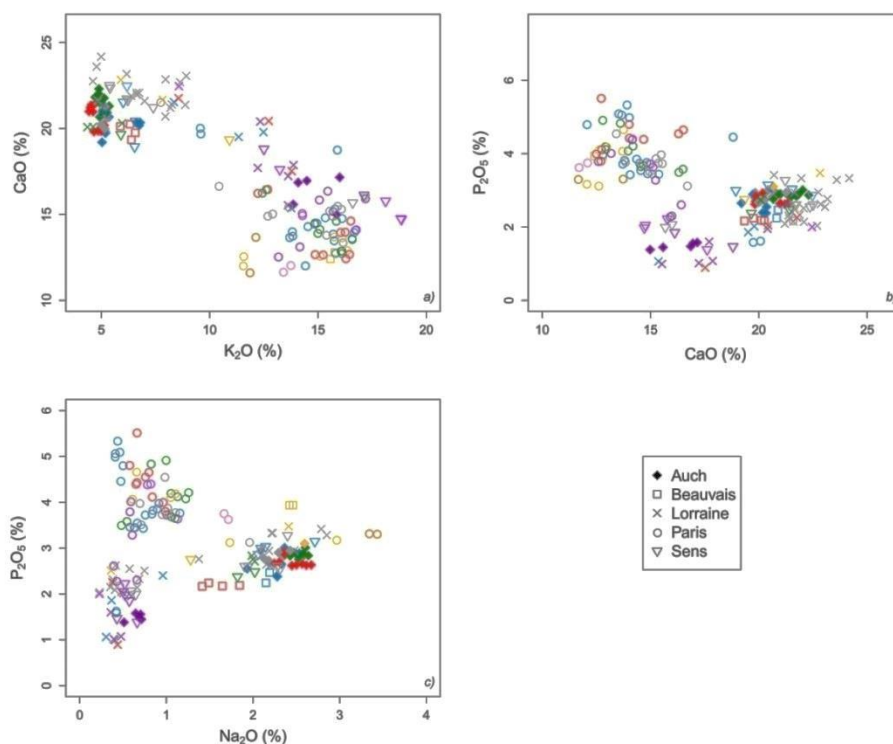 25
20
15
10
CaO (%)
5
10
15
20
K₂O (%)
a)
6
4
2
0
P₂O₅ (%)
10
15
20
25
CaO (%)
b)
6
5
4
3
2
1
0
P₂O₅ (%)
0
1
2
3
4
Na₂O (%)
c)
Auch
Beauvais
Lorraine
Paris
Sens